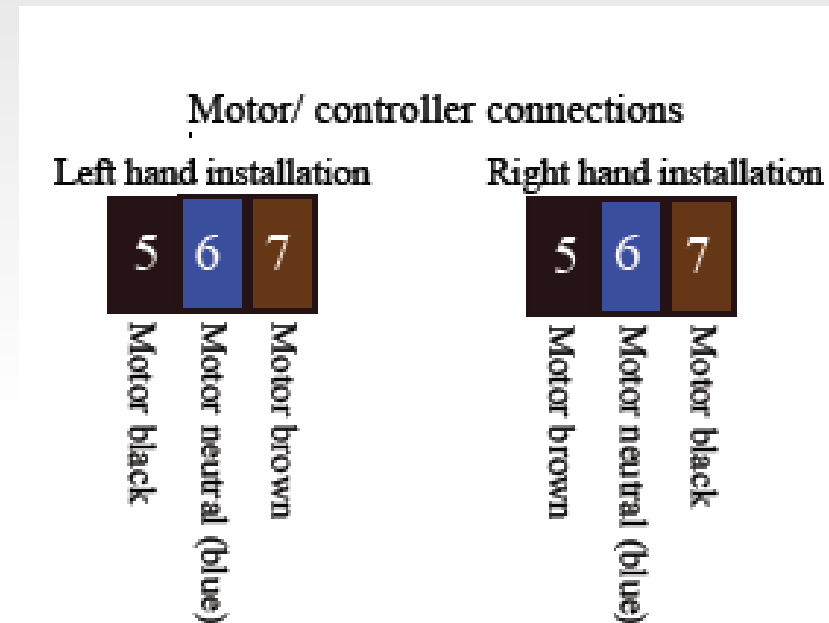 Motor/ controller connections
Left hand installation
5 6 7
Motor black
Motor neutral (blue)
Motor brown
Right hand installation
5 6 7
Motor brown
Motor neutral (blue)
Motor black